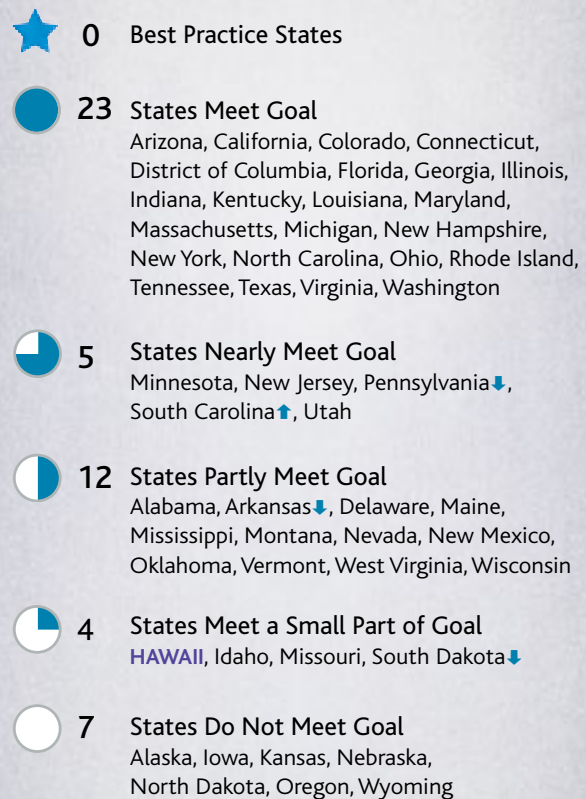 0 Best Practice States
23 States Meet Goal
Arizona, California, Colorado, Connecticut,
District of Columbia, Florida, Georgia, Illinois,
Indiana, Kentucky, Louisiana, Maryland,
Massachusetts, Michigan, New Hampshire,
New York, North Carolina, Ohio, Rhode Island,
Tennessee, Texas, Virginia, Washington
5 States Nearly Meet Goal
Minnesota, New Jersey, Pennsylvania⬇,
South Carolina⬆, Utah
12 States Partly Meet Goal
Alabama, Arkansas⬇, Delaware, Maine,
Mississippi, Montana, Nevada, New Mexico,
Oklahoma, Vermont, West Virginia, Wisconsin
4 States Meet a Small Part of Goal
HAWAII, Idaho, Missouri, South Dakota⬇
7 States Do Not Meet Goal
Alaska, Iowa, Kansas, Nebraska,
North Dakota, Oregon, Wyoming